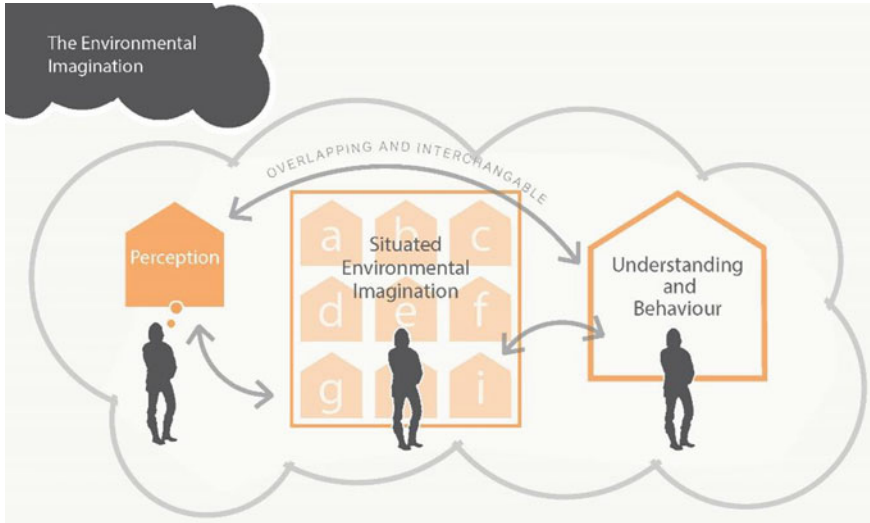 The Environmental
Imagination
OVERLAPPING AND INTERCHANGABLE
Perception
a b c
Situated
Environmental
Imagination
d e f
g i
Understanding
and
Behaviour